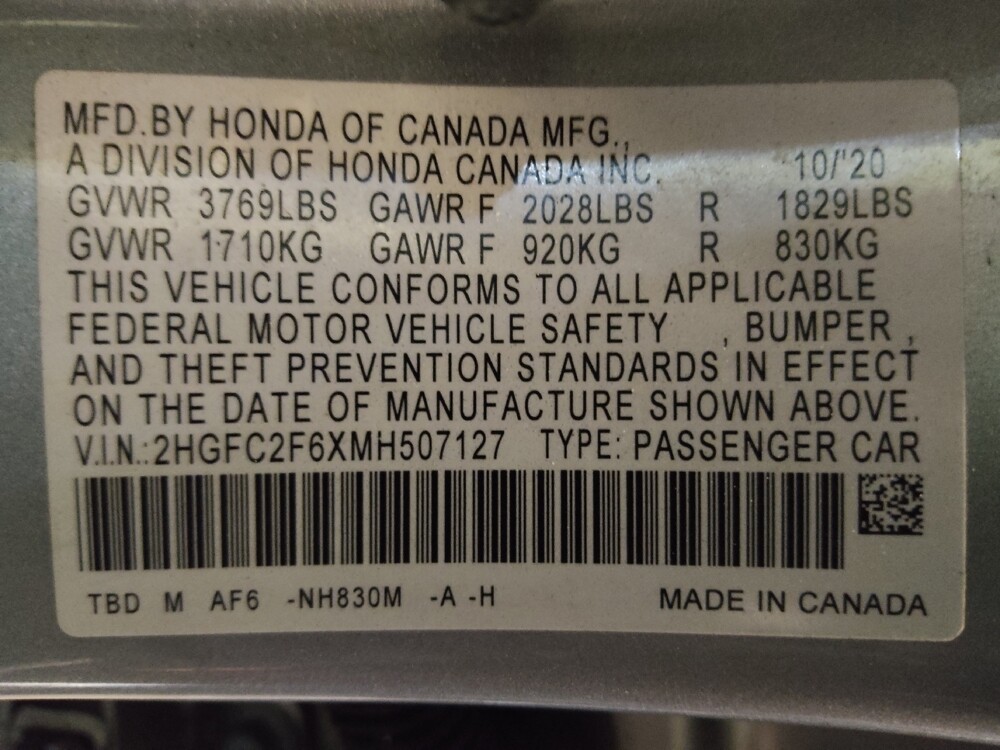 MFD.BY HONDA OF CANADA MFG.,
A DIVISION OF HONDA CANADA INC. 10/'20
GVWR 3769LBS GAWR F 2028LBS R 1829LBS
GVWR 1710KG GAWR F 920KG R 830KG
THIS VEHICLE CONFORMS TO ALL APPLICABLE
FEDERAL MOTOR VEHICLE SAFETY , BUMPER ,
AND THEFT PREVENTION STANDARDS IN EFFECT
ON THE DATE OF MANUFACTURE SHOWN ABOVE.
V.I.N.:2HGFC2F6XMH507127 TYPE: PASSENGER CAR
TBD M AF6 -NH830M -A -H MADE IN CANADA